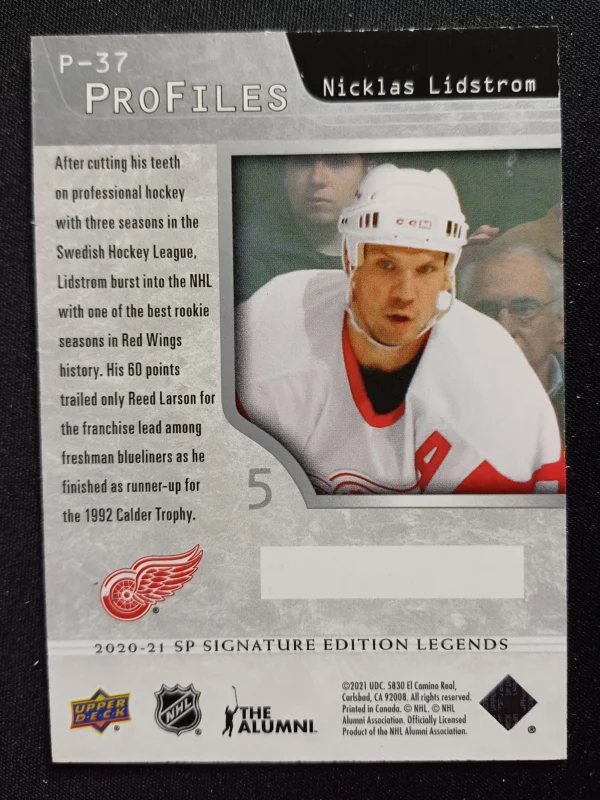 P-37
PROFILES
Nicklas Lidstrom
After cutting his teeth
on professional hockey
with three seasons in the
Swedish Hockey League,
Lidstrom burst into the NHL
with one of the best rookie
seasons in Red Wings
history. His 60 points
trailed only Reed Larson for
the franchise lead among
freshman blueliners as he
finished as runner-up for
the 1992 Calder Trophy.
CCM
A
5
®
2020-21 SP SIGNATURE EDITION LEGENDS
UPPER
DECK
®
NHL
®
THE
ALUMNI
©2021 UDC. 5830 El Camino Real,
Carlsbad, CA 92008. All rights reserved.
Printed in Canada. © NHL. © NHL
Alumni Association. Officially Licensed
Product of the NHL Alumni Association.
®